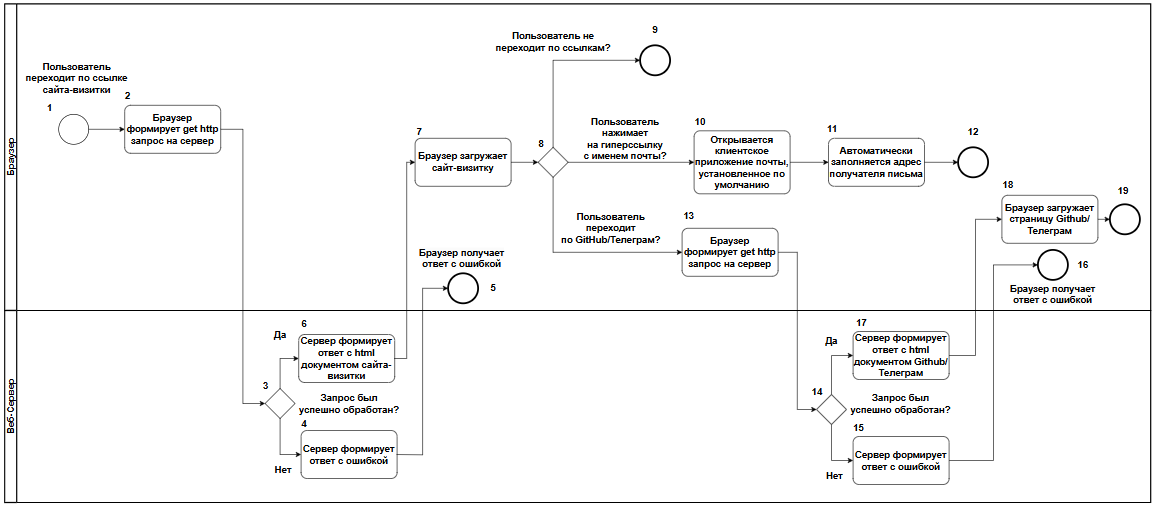 Браузер
Веб-Сервер
Пользователь
переходит по ссылке
сайта-визитки
1
2
Браузер
формирует get http
запрос на сервер
3
Запрос был
успешно обработан?
Да
Нет
4
Сервер формирует
ответ с ошибкой
Браузер получает
ответ с ошибкой
5
6
Сервер формирует
ответ с html
документом сайта-
визитки
7
Браузер загружает
сайт-визитку
8
Пользователь не
переходит по ссылкам?
9
Пользователь
нажимает
на гиперссылку
с именем почты?
10
Открывается
клиентское
приложение почты,
установленное по
умолчанию
11
Автоматически
заполняется адрес
получателя письма
12
Пользователь
переходит
по GitHub/Телеграм?
13
Браузер
формирует get http
запрос на сервер
14
Запрос был
успешно обработан?
Да
Нет
15
Сервер формирует
ответ с ошибкой
16
Браузер получает
ответ с ошибкой
17
Сервер формирует
ответ с html
документом Github/
Телеграм
18
Браузер загружает
страницу Github/
Телеграм
19